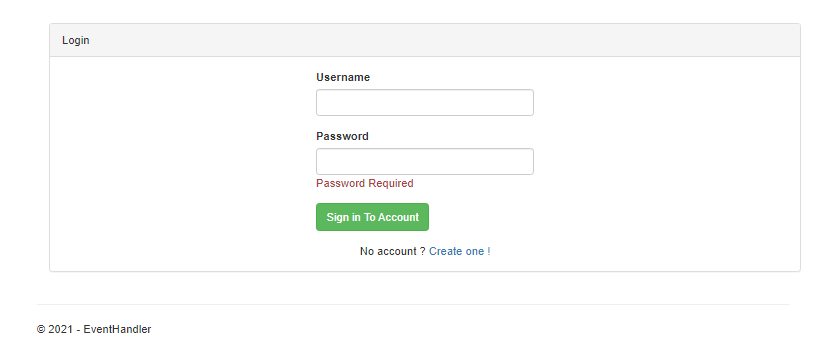 Login
Username
Password
Password Required
Sign in To Account
No account ? Create one !
© 2021 - EventHandler